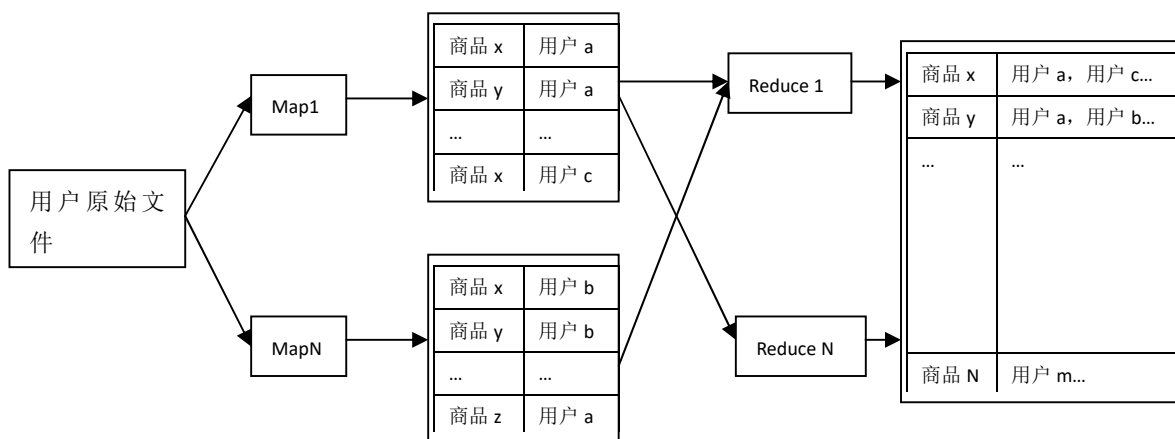 用户原始文
件
Map1
MapN
商品 x 用户 a
商品 y 用户 a
… …
商品 x 用户 c
商品 x 用户 b
商品 y 用户 b
… …
商品 z 用户 a
Reduce 1
Reduce N
商品 x 用户 a，用户 c…
商品 y 用户 a，用户 b…
… …
商品 N 用户 m…